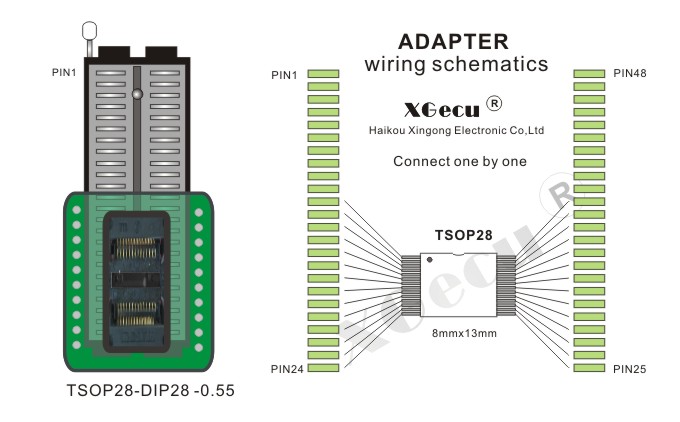 PIN1
TSOP28-DIP28 -0.55
ADAPTER
wiring schematics
XGecu ®
Haikou Xingong Electronic Co,Ltd
Connect one by one
PIN1
PIN48
TSOP28
8mmx13mm
PIN24
PIN25
XGecu ®